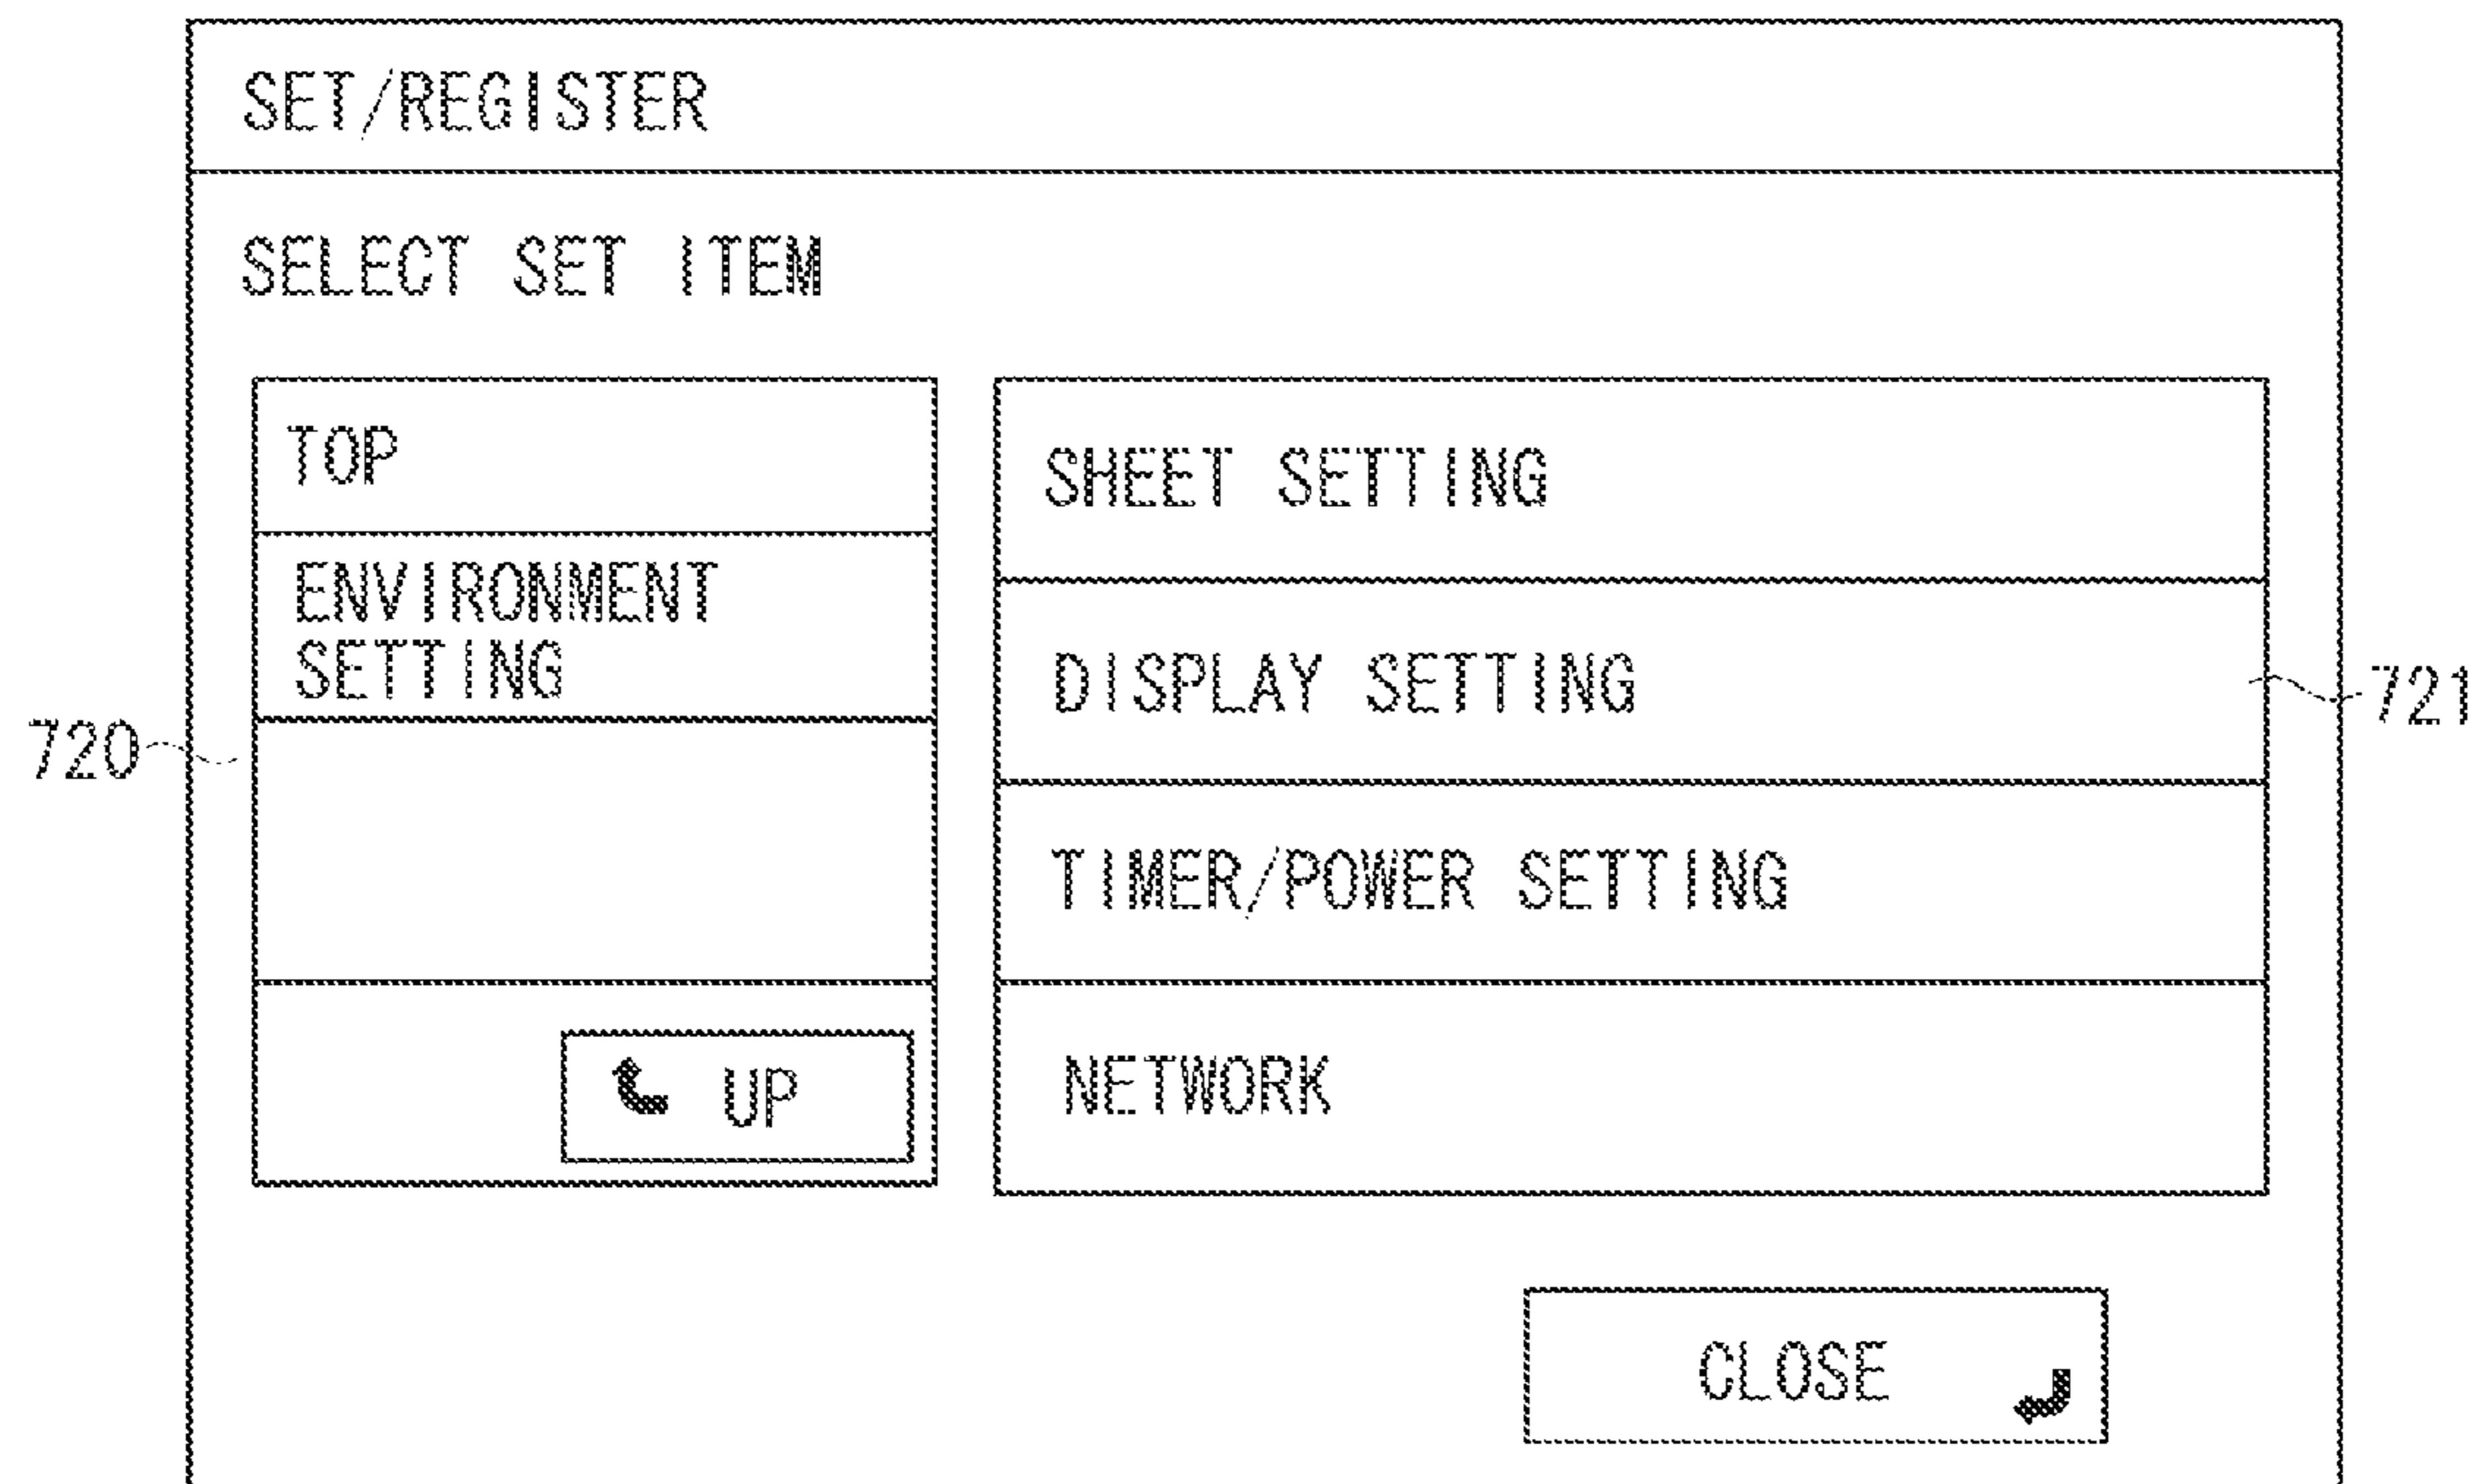 SET/REGISTER
SELECT SET ITEM
TOP
ENVIRONMENT
SETTING
720
UP
SHEET SETTING
DISPLAY SETTING
721
TIMER/POWER SETTING
NETWORK
CLOSE